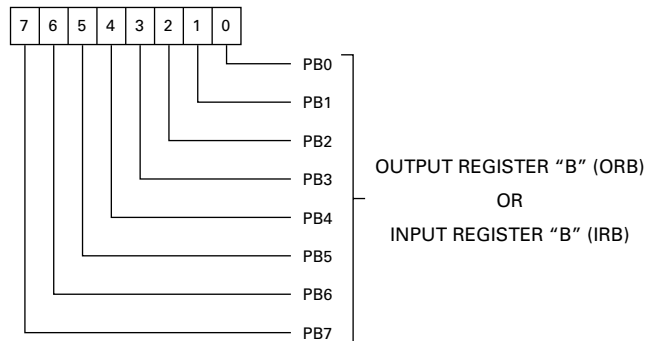 7 6 5 4 3 2 1 0
PB0
PB1
PB2
PB3
PB4
PB5
PB6
PB7
OUTPUT REGISTER “B” (ORB)
OR
INPUT REGISTER “B” (IRB)